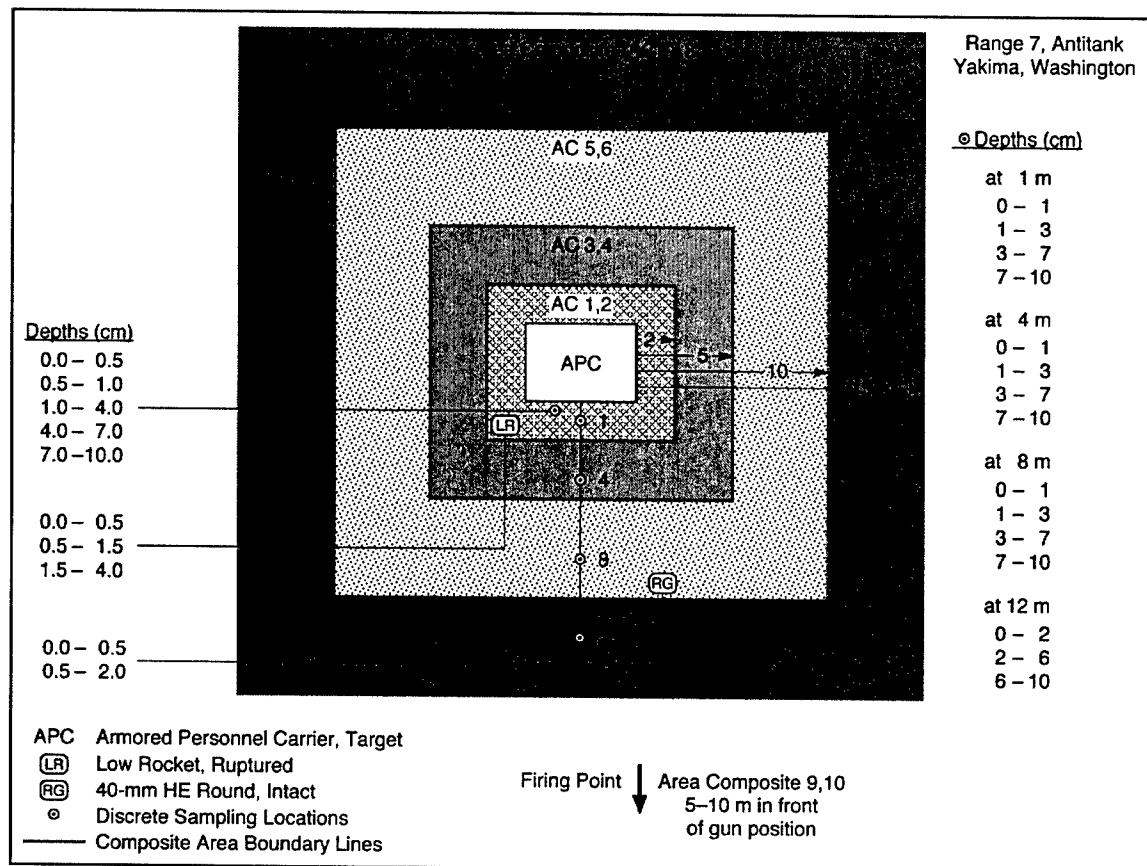 Range 7, Antitank
Yakima, Washington
⊙ Depths (cm)
at 1 m
0 – 1
1 – 3
3 – 7
7 – 10
at 4 m
0 – 1
1 – 3
3 – 7
7 – 10
at 8 m
0 – 1
1 – 3
3 – 7
7 – 10
at 12 m
0 – 2
2 – 6
6 – 10
AC 5,6
AC 3,4
AC 1,2
APC
2
5
10
LR
1
4
8
RG
Depths (cm)
0.0 – 0.5
0.5 – 1.0
1.0 – 4.0
4.0 – 7.0
7.0 – 10.0
0.0 – 0.5
0.5 – 1.5
1.5 – 4.0
0.0 – 0.5
0.5 – 2.0
APC Armored Personnel Carrier, Target
LR Low Rocket, Ruptured
RG 40-mm HE Round, Intact
⊙ Discrete Sampling Locations
Composite Area Boundary Lines
Firing Point
Area Composite 9,10
5–10 m in front
of gun position